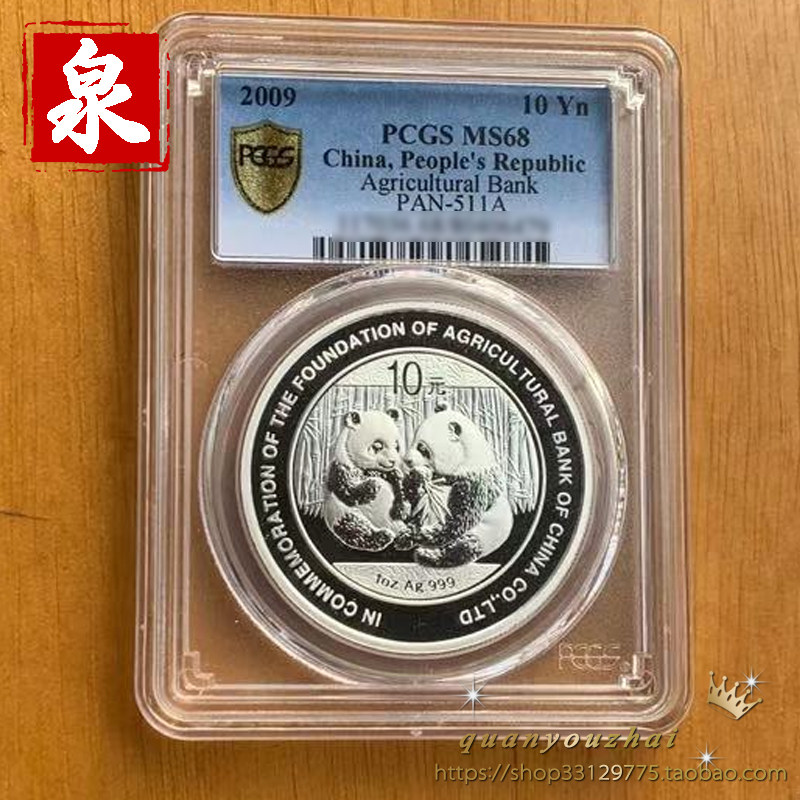 泉
2009
10 Yn
PCGS
PCGS MS68
China, People's Republic
Agricultural Bank
PAN-511A
IN COMMEMORATION OF THE FOUNDATION OF AGRICULTURAL BANK OF CHINA CO.,LTD
10元
1oz Ag 999
PCGS
quanyouzhai
https://shop33129775.taobao.com